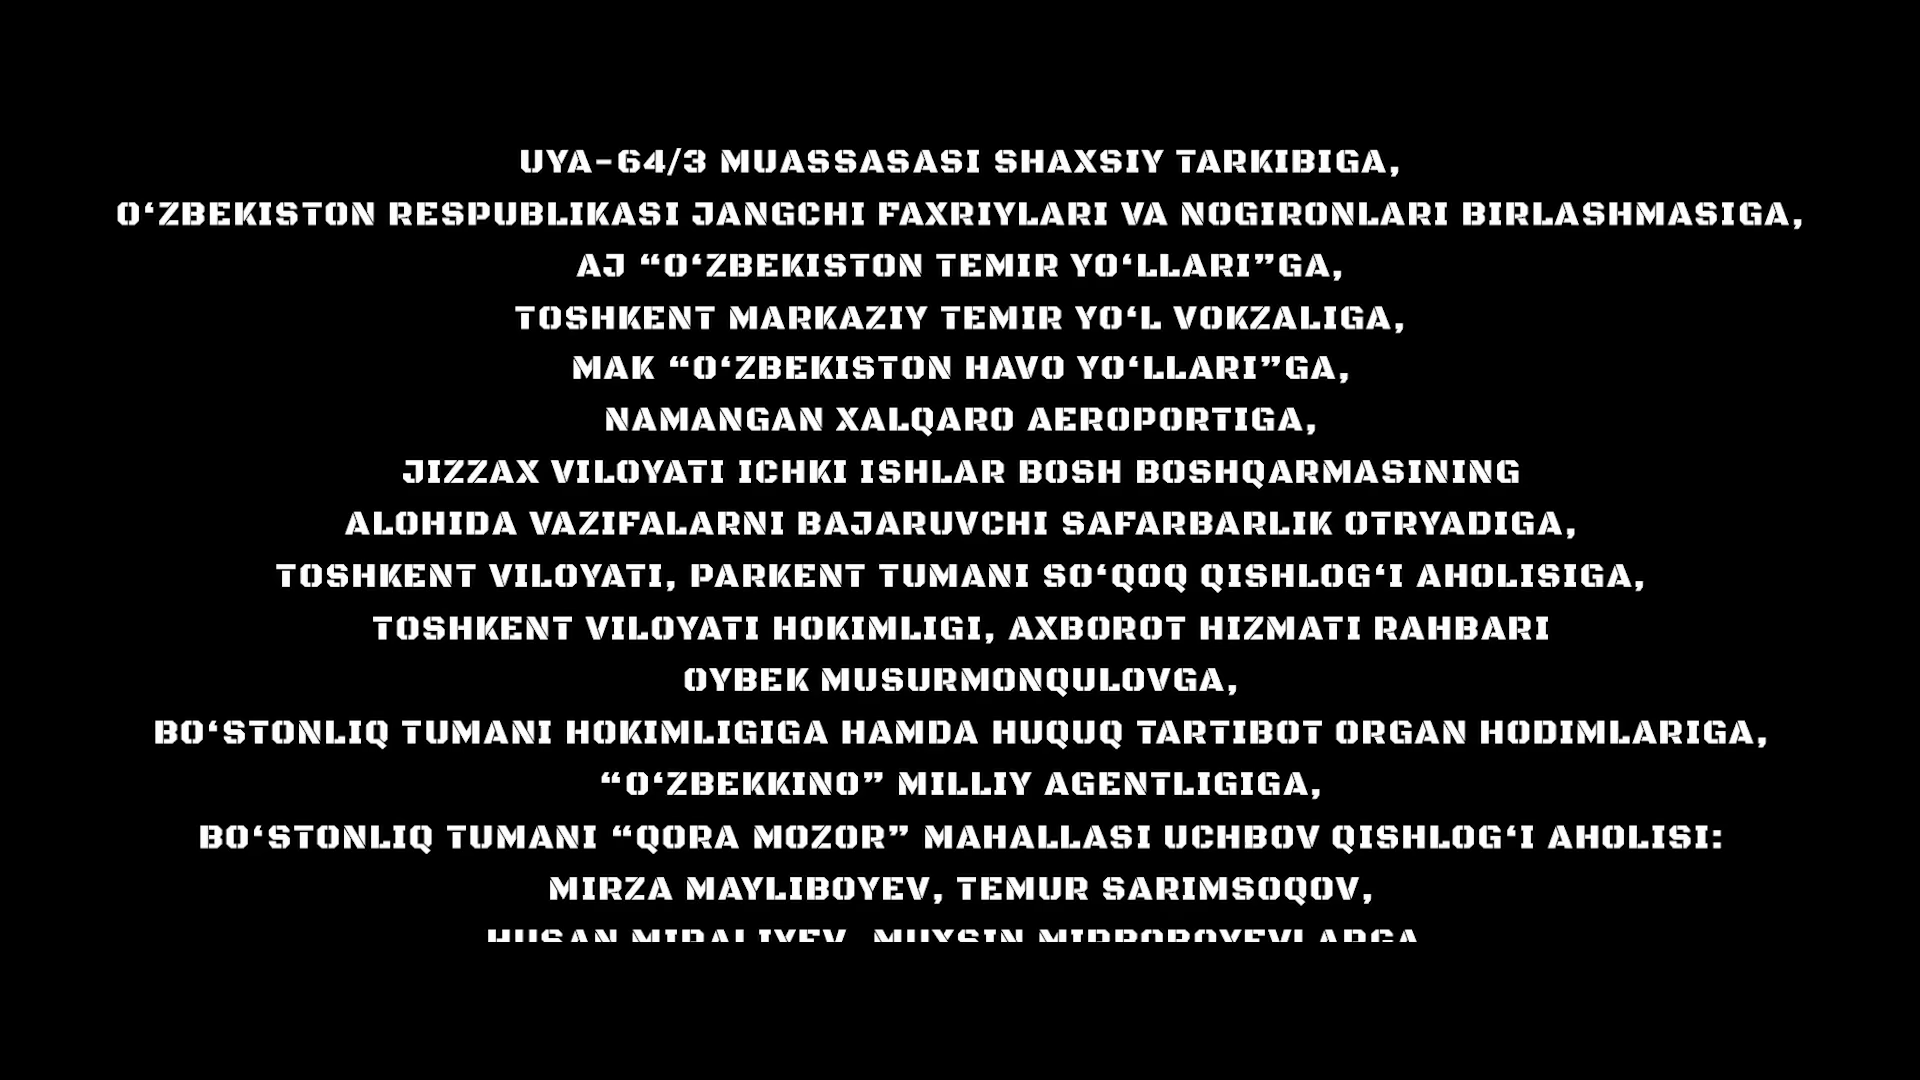 UYA-64/3 MUASSASASI SHAXSIY TARKIBIGA,
O‘ZBEKISTON RESPUBLIKASI JANGCHI FAXRIYLARI VA NOGIRONLARI BIRLASHMASIGA,
AJ “O‘ZBEKISTON TEMIR YO‘LLARI”GA,
TOSHKENT MARKAZIY TEMIR YO‘L VOKZALIGA,
MAK “O‘ZBEKISTON HAVO YO‘LLARI”GA,
NAMANGAN XALQARO AEROPORTIGA,
JIZZAX VILOYATI ICHKI ISHLAR BOSH BOSHQARMASINING
ALOHIDA VAZIFALARNI BAJARUVCHI SAFARBARLIK OTRYADIGA,
TOSHKENT VILOYATI, PARKENT TUMANI SO‘QOQ QISHLOG‘I AHOLISIGA,
TOSHKENT VILOYATI HOKIMLIGI, AXBOROT HIZMATI RAHBARI
OYBEK MUSURMONQULOVGA,
BO‘STONLIQ TUMANI HOKIMLIGIGA HAMDA HUQUQ TARTIBOT ORGAN HODIMLARIGA,
“O‘ZBEKKINO” MILLIY AGENTLIGIGA,
BO‘STONLIQ TUMANI “QORA MOZOR” MAHALLASI UCHBOV QISHLOG‘I AHOLISI:
MIRZA MAYLIBOYEV, TEMUR SARIMSOQOV,
HUSAN MIRALIYEV, MUXSIN